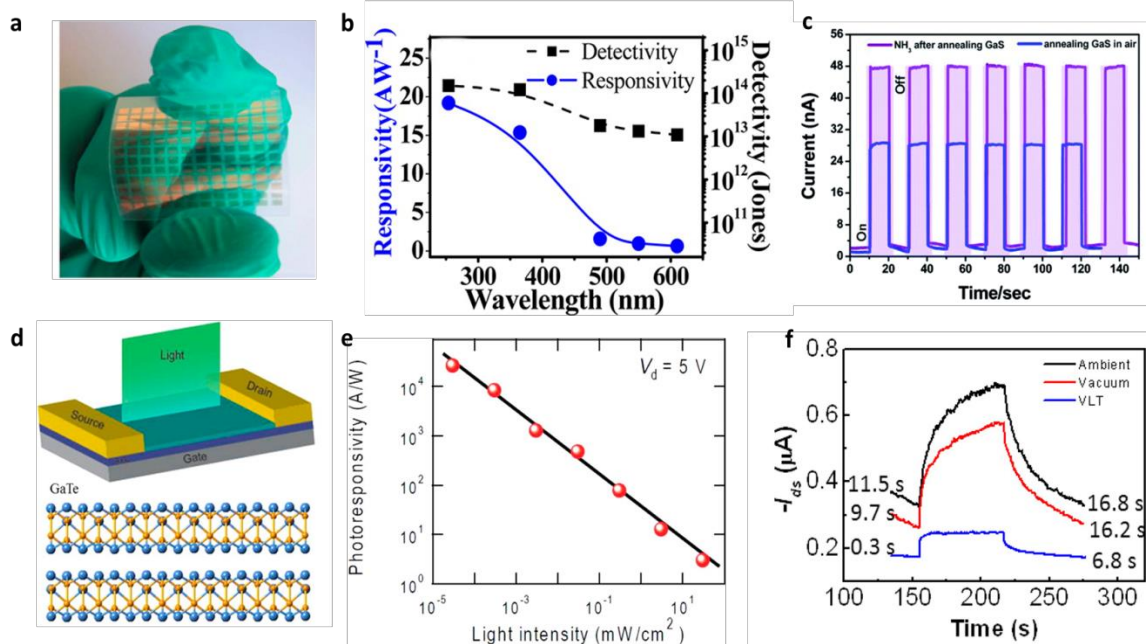 a
b
Detectivity
Responsivity
Responsivity(AW⁻¹)
25
20
15
10
5
0
300 400 500 600
Wavelength (nm)
10¹⁵
10¹⁴
10¹³
10¹²
10¹¹
Detectivity (Jones)
c
NH₃ after annealing GaS annealing GaS in air
Current (nA)
60
48
36
24
12
0
On
Off
0 20 40 60 80 100 120 140
Time/sec
d
Light
Source
Drain
Gate
GaTe
e
V_d = 5 V
Photoresponsivity (A/W)
10⁴
10³
10²
10¹
10⁰
10⁻⁵ 10⁻³ 10⁻¹ 10¹
Light intensity (mW/cm²)
f
Ambient
Vacuum
VLT
-I_ds (μA)
0.8
0.6
0.4
0.2
11.5 s
9.7 s
0.3 s
16.8 s
16.2 s
6.8 s
100 150 200 250 300
Time (s)